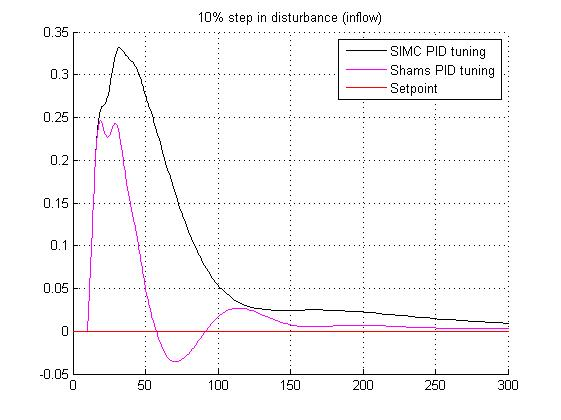 10% step in disturbance (inflow)
SIMC PID tuning
Shams PID tuning
Setpoint
0.35
0.3
0.25
0.2
0.15
0.1
0.05
0
-0.05
0 50 100 150 200 250 300